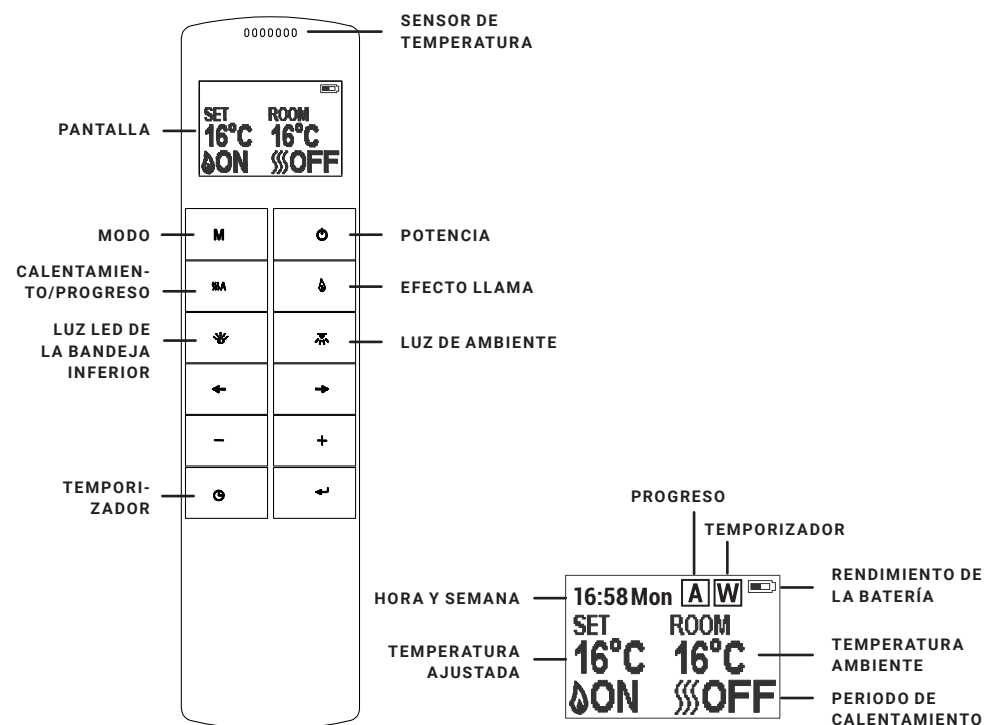 SENSOR DE
TEMPERATURA
PANTALLA
SET ROOM
16°C 16°C
ON OFF
MODO
M
POTENCIA
CALENTAMIEN-
TO/PROGRESO
A
EFECTO LLAMA
LUZ LED DE
LA BANDEJA
INFERIOR
LUZ DE AMBIENTE
- +
TEMPORI-
ZADOR
PROGRESO
TEMPORIZADOR
HORA Y SEMANA
16:58 Mon A W
RENDIMIENTO DE
LA BATERÍA
SET ROOM
TEMPERATURA
AJUSTADA
16°C 16°C
TEMPERATURA
AMBIENTE
ON OFF
PERIODO DE
CALENTAMIENTO